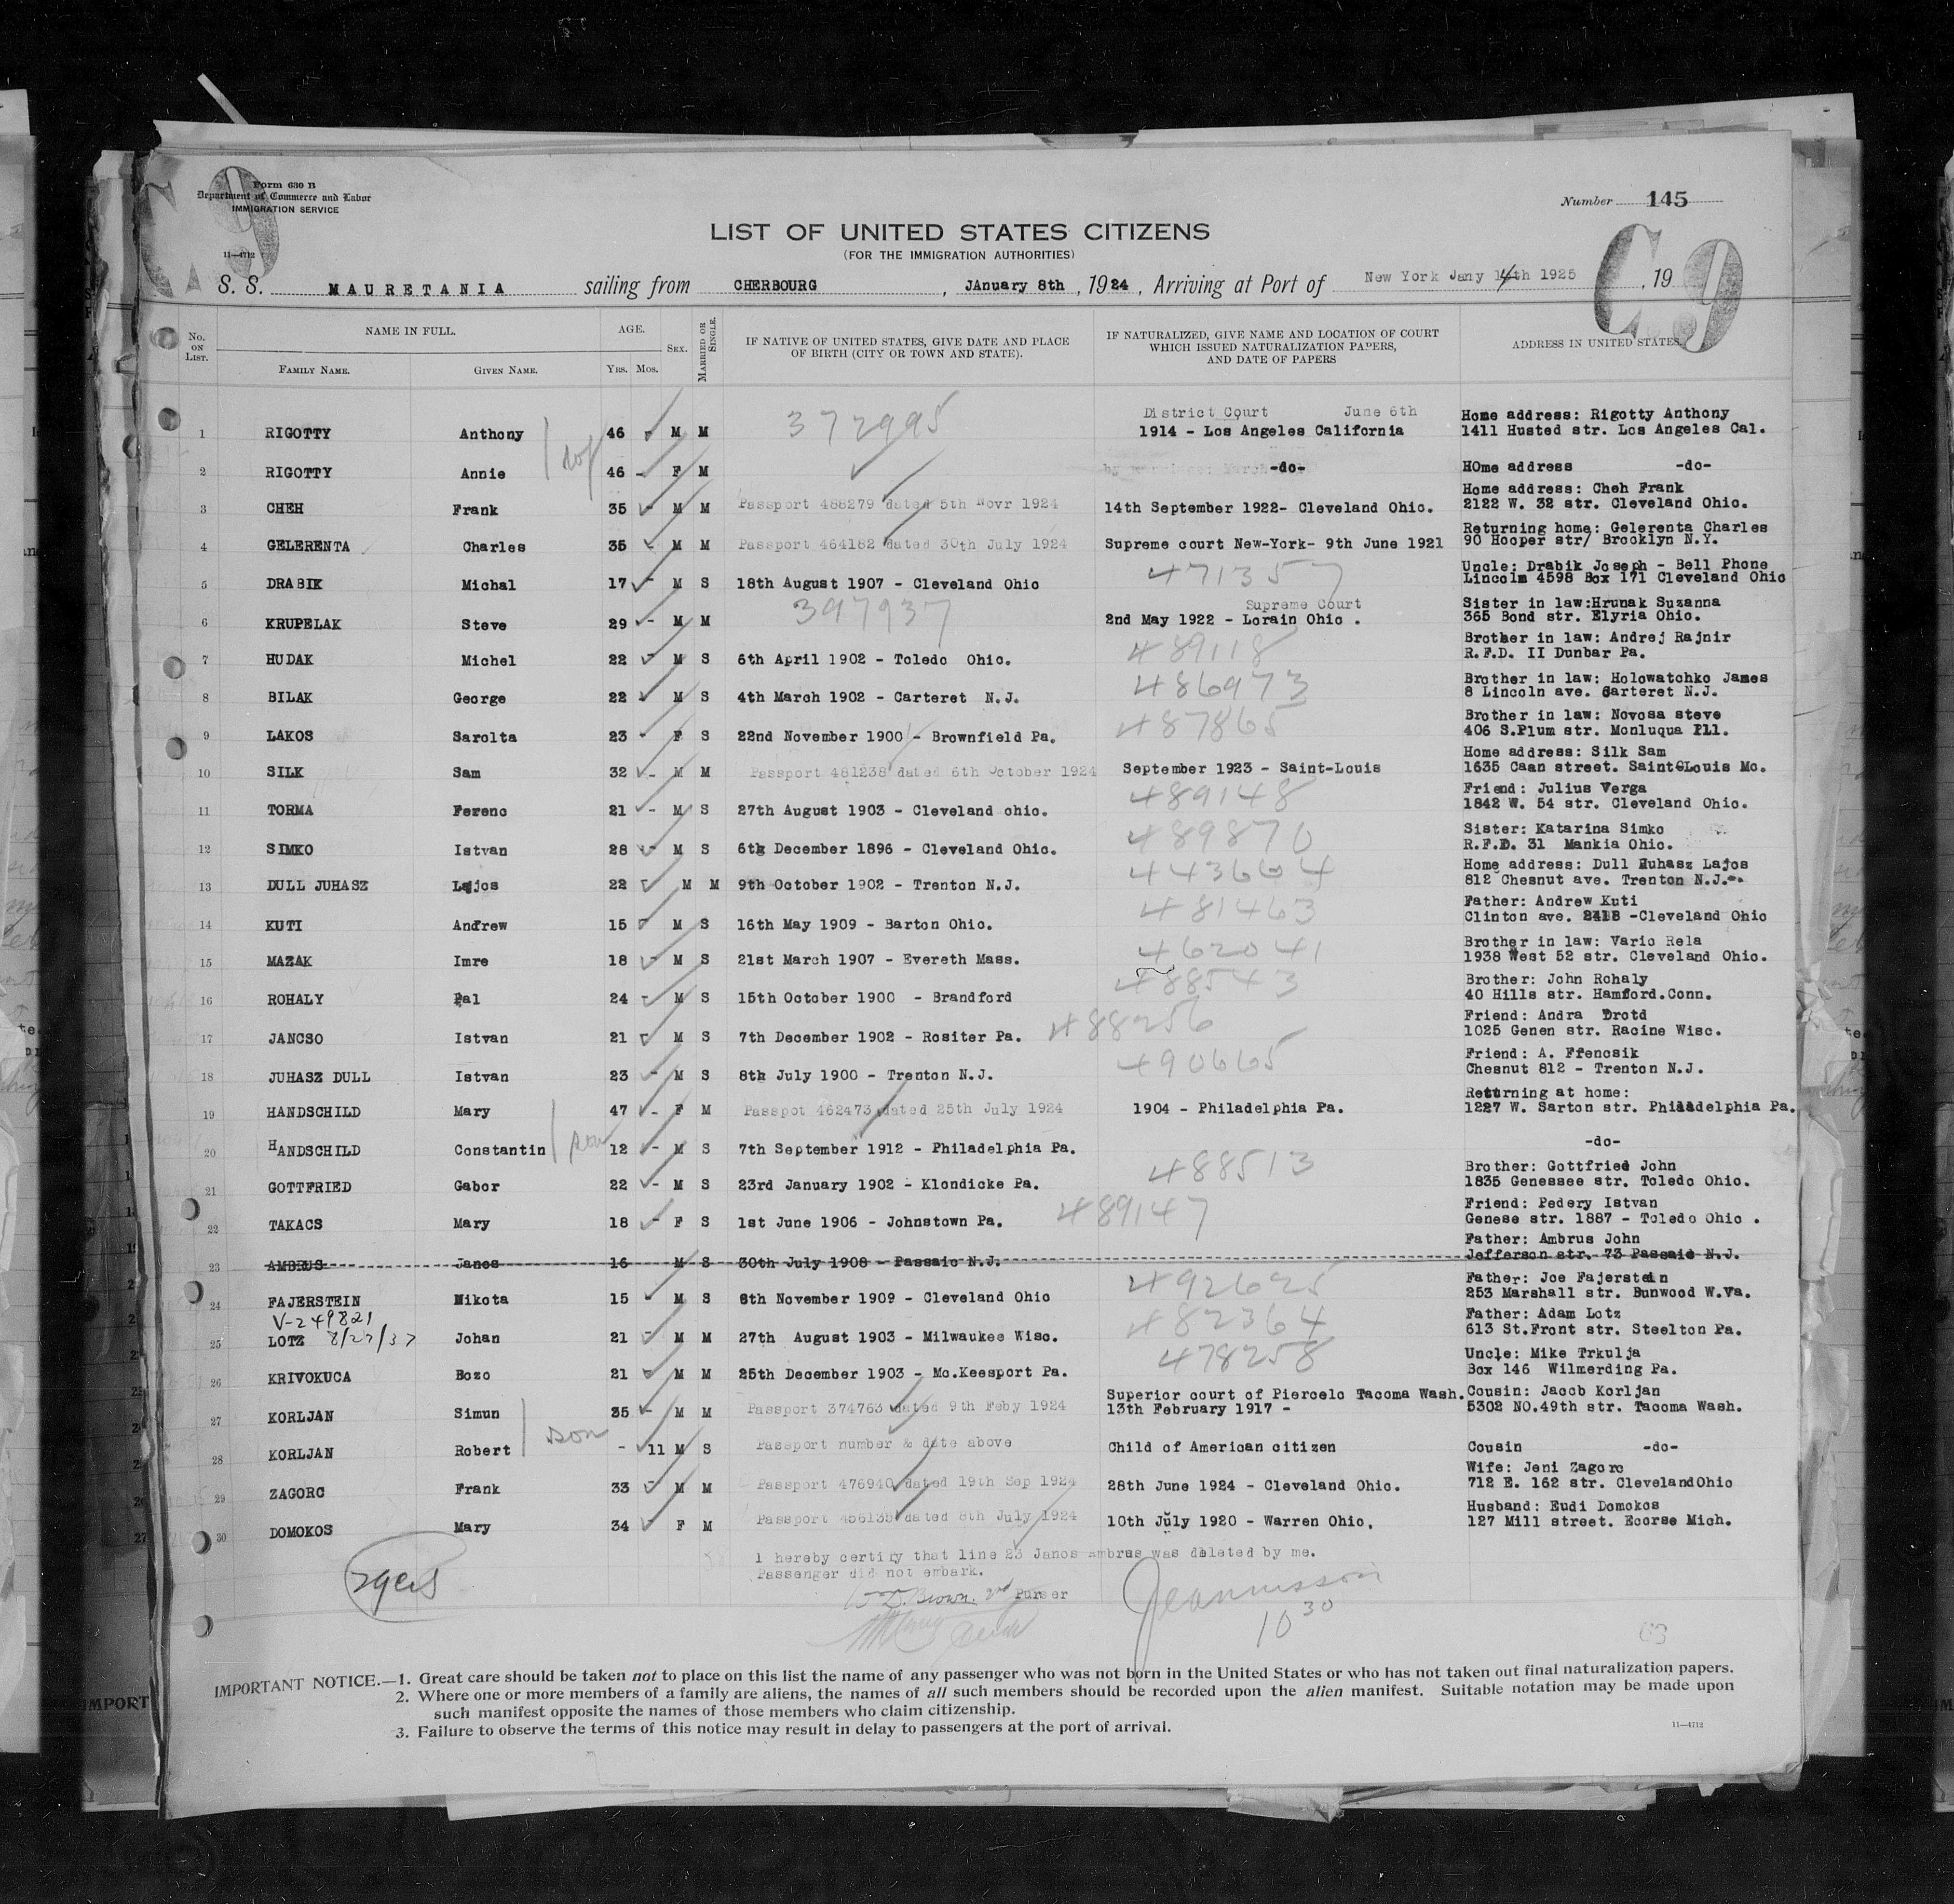 Form 630 B
Department of Commerce and Labor
IMMIGRATION SERVICE
11—4712
Number 145
C 9
LIST OF UNITED STATES CITIZENS
(FOR THE IMMIGRATION AUTHORITIES)
S. S. MAURETANIA sailing from CHERBOURG, JAnuary 8th, 1924, Arriving at Port of New York Jany 14th 1925, 19
No. ON LIST. NAME IN FULL. FAMILY NAME. GIVEN NAME. AGE. YRS. MOS. SEX. MARRIED OR SINGLE. IF NATIVE OF UNITED STATES, GIVE DATE AND PLACE OF BIRTH (CITY OR TOWN AND STATE). IF NATURALIZED, GIVE NAME AND LOCATION OF COURT WHICH ISSUED NATURALIZATION PAPERS, AND DATE OF PAPERS ADDRESS IN UNITED STATES.
1 RIGOTTY Anthony 46 - M M 372995 District Court June 6th 1914 - Los Angeles California Home address: Rigotty Anthony 1411 Husted str. Los Angeles Cal.
2 RIGOTTY Annie 46 - F M -do- HOme address -do-
3 CHEH Frank 35 - M M Passport 488279 dated 5th Novr 1924 14th September 1922- Cleveland Ohio. Home address: Cheh Frank 2122 W. 32 str. Cleveland Ohio.
4 GELERENTA Charles 35 - M M Passport 464182 dated 30th July 1924 Supreme court New-York- 9th June 1921 Returning home: Gelerenta Charles 90 Hooper str/ Brooklyn N.Y.
5 DRABIK Michal 17 - M S 18th August 1907 - Cleveland Ohio 471357 Uncle: Drabik Joseph - Bell Phone Lincoln 4598 Box 171 Cleveland Ohio
6 KRUPELAK Steve 29 - M M 397937 Supreme Court 2nd May 1922 - Lorain Ohio . Sister in law:Hrunak Suzanna 365 Bond str. Elyria Ohio.
7 HUDAK Michel 22 - M S 6th April 1902 - Toledo Ohio. 489118 Brother in law: Andrej Rajnir R.F.D. II Dunbar Pa.
8 BILAK George 22 - M S 4th March 1902 - Carteret N.J. 486973 Brother in law: Holowatchko James 8 Lincoln ave. Carteret N.J.
9 LAKOS Sarolta 23 - F S 22nd November 1900 - Brownfield Pa. 487865 Brother in law: Novosa steve 406 S.Plum str. Monluqua Pll.
10 SILK Sam 32 - M M Passport 481238 dated 6th October 1924 September 1923 - Saint-Louis Home address: Silk Sam 1635 Caan street. Saint-Louis Mo.
11 TORMA Ferenc 21 - M S 27th August 1903 - Cleveland ohio. 489148 Friend: Julius Verga 1842 W. 54 str. Cleveland Ohio.
12 SIMKO Istvan 28 - M S 6th December 1896 - Cleveland Ohio. 489870 Sister: Katarina Simko R.F.D. 31 Mankia Ohio.
13 DULL JUHASZ Lajos 22 - M M 9th October 1902 - Trenton N.J. 443604 Home address: Dull Juhasz Lajos 812 Chesnut ave. Trenton N.J.
14 KUTI Andrew 15 - M S 16th May 1909 - Barton Ohio. 481463 Father: Andrew Kuti Clinton ave. 2418 -Cleveland Ohio
15 MAZAK Imre 18 - M S 21st March 1907 - Evereth Mass. 462041 Brother in law: Vario Rela 1938 West 52 str. Cleveland Ohio.
16 ROHALY Pal 24 - M S 15th October 1900 - Brandford 488543 Brother: John Rohaly 40 Hills str. Hamford.Conn.
17 JANCSO Istvan 21 - M S 7th December 1902 - Rositer Pa. 488256 Friend: Andra Drotd 1025 Genen str. Racine Wisc.
18 JUHASZ DULL Istvan 23 - M S 8th July 1900 - Trenton N.J. 490665 Friend: A. Ffencsik Chesnut 812 - Trenton N.J.
19 HANDSCHILD Mary 47 - F M Passpot 462473 dated 25th July 1924 1904 - Philadelphia Pa. Returning at home: 1227 W. Sarton str. Philadelphia Pa.
20 HANDSCHILD Constantin son 12 - M S 7th September 1912 - Philadelphia Pa. -do-
21 GOTTFRIED Gabor 22 - M S 23rd January 1902 - Klondicke Pa. 488513 Brother: Gottfried John 1835 Genessee str. Toledo Ohio.
22 TAKACS Mary 18 - F S 1st June 1906 - Johnstown Pa. 489147 Friend: Pedery Istvan Genese str. 1887 - Toledo Ohio .
23 AMBRUS Janos 16 M S 30th July 1908 - Passaic N.J. Father: Ambrus John Jefferson str. 73 Passaic N.J.
24 FAJERSTEIN Nikota 15 - M S 6th November 1909 - Cleveland Ohio 492625 Father: Joe Fajerstein 253 Marshall str. Bunwood W.Va.
V-249821
25 LOTZ 8/27/37 Johan 21 - M M 27th August 1903 - Milwaukee Wisc. 482364 Father: Adam Lotz 613 St.Front str. Steelton Pa.
26 KRIVOKUCA Bozo 21 - M M 25th December 1903 - Mc.Keesport Pa. 478258 Uncle: Mike Trkulja Box 146 Wilmerding Pa.
27 KORLJAN Simun 35 - M M Passport 374763 dated 9th Feby 1924 Superior court of Piercelo Tacoma Wash. 13th February 1917 - Cousin: Jacob Korljan 5302 NO.49th str. Tacoma Wash.
28 KORLJAN Robert son - 11 M S Passport number & date above Child of American citizen Cousin -do-
29 ZAGORC Frank 33 - M M Passport 476940 dated 19th Sep 1924 28th June 1924 - Cleveland Ohio. Wife: Jeni Zagorc 712 E. 162 str. ClevelandOhio
30 DOMOKOS Mary 34 - F M Passport 456138 dated 8th July 1924 10th July 1920 - Warren Ohio, Husband: Eudi Domokos 127 Mill street. Ecorse Mich.
I hereby certify that line 23 Janos ambrus was deleted by me.
Passenger did not embark.
29 US
Brown. 2nd Purser
10 30
63
IMPORTANT NOTICE.—1. Great care should be taken not to place on this list the name of any passenger who was not born in the United States or who has not taken out final naturalization papers.
2. Where one or more members of a family are aliens, the names of all such members should be recorded upon the alien manifest. Suitable notation may be made upon
such manifest opposite the names of those members who claim citizenship.
3. Failure to observe the terms of this notice may result in delay to passengers at the port of arrival.
11—4712